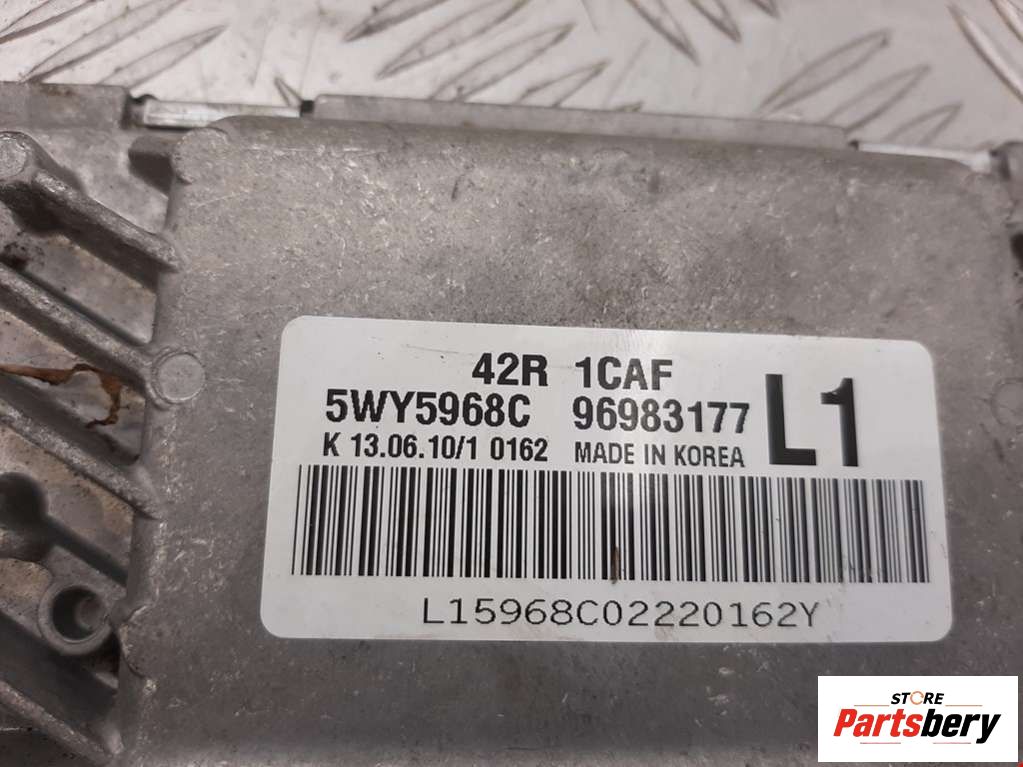 42R 1CAF
5WY5968C 96983177 L1
K 13.06.10/1 0162 MADE IN KOREA
L15968C02220162Y
STORE
Partsbery